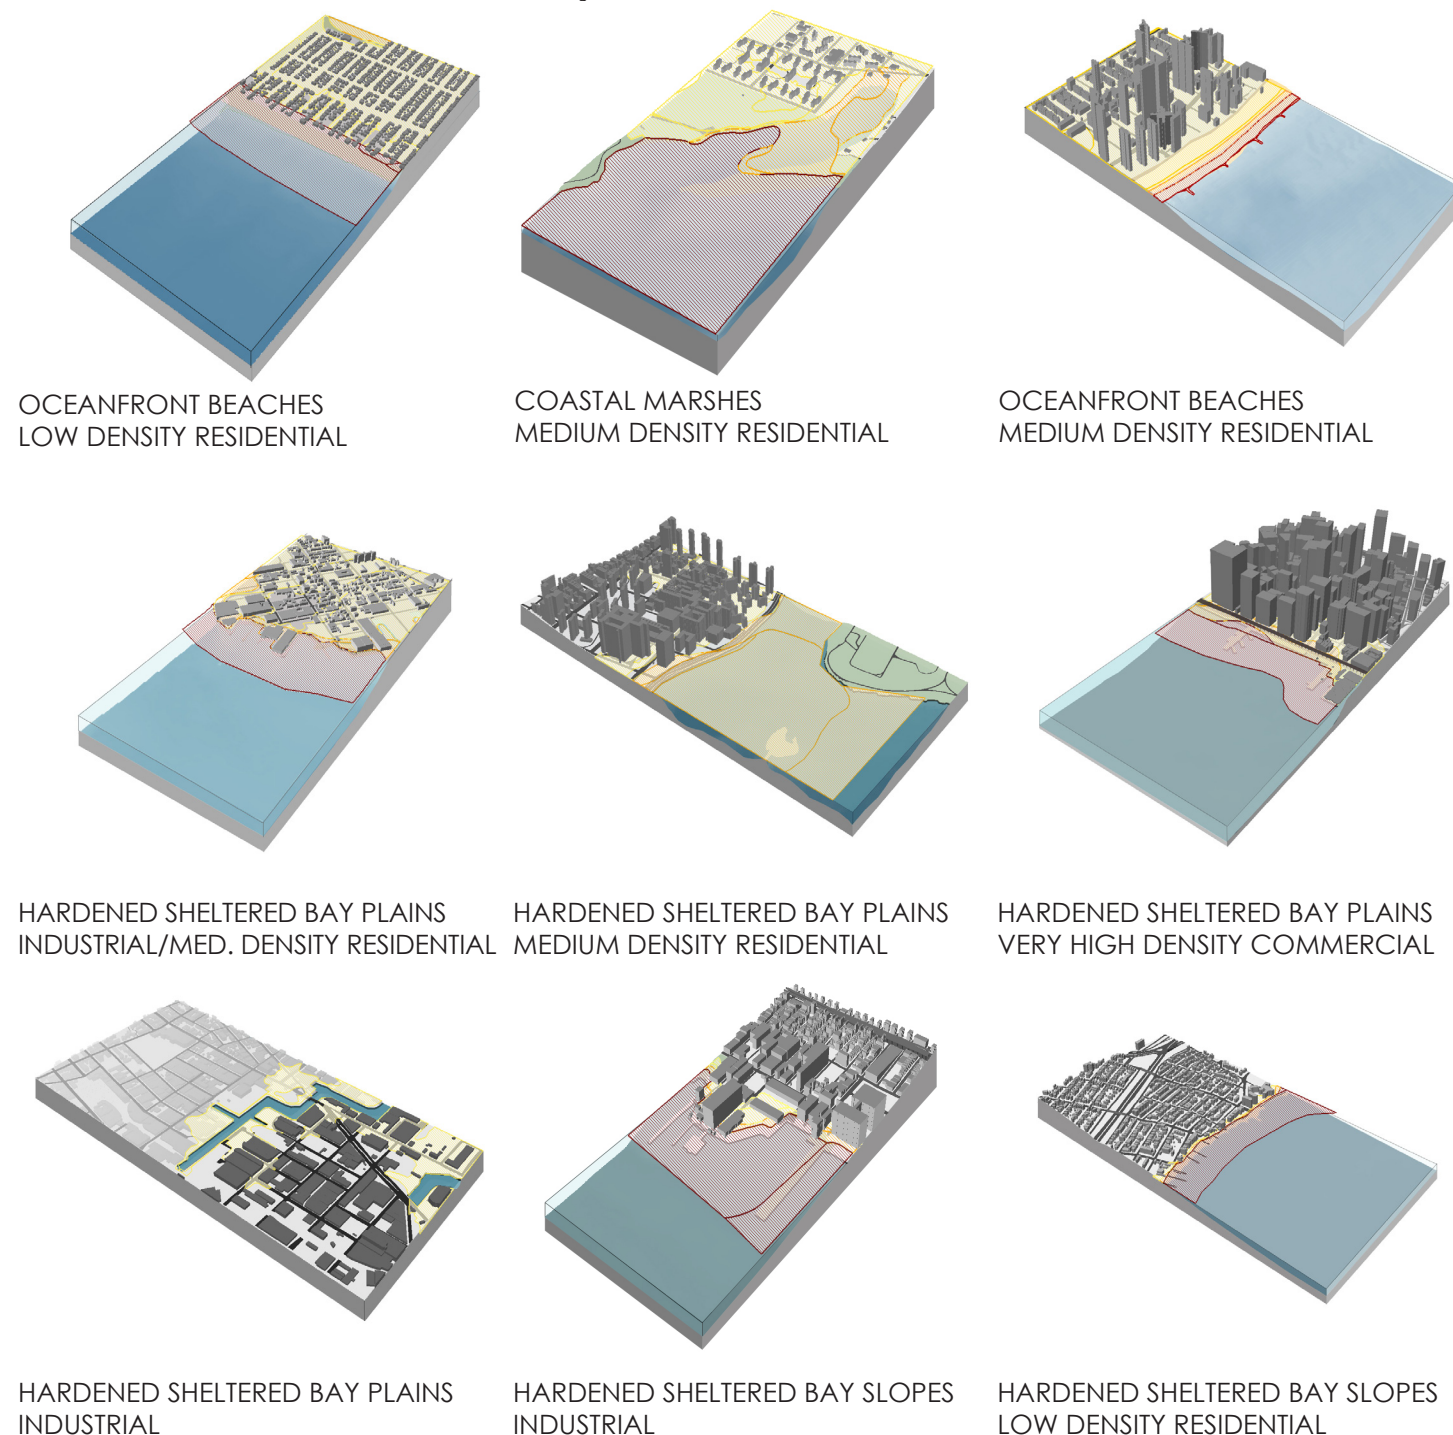 OCEANFRONT BEACHES
LOW DENSITY RESIDENTIAL
COASTAL MARSHES
MEDIUM DENSITY RESIDENTIAL
OCEANFRONT BEACHES
MEDIUM DENSITY RESIDENTIAL
HARDENED SHELTERED BAY PLAINS
INDUSTRIAL/MED. DENSITY RESIDENTIAL
HARDENED SHELTERED BAY PLAINS
MEDIUM DENSITY RESIDENTIAL
HARDENED SHELTERED BAY PLAINS
VERY HIGH DENSITY COMMERCIAL
HARDENED SHELTERED BAY PLAINS
INDUSTRIAL
HARDENED SHELTERED BAY SLOPES
INDUSTRIAL
HARDENED SHELTERED BAY SLOPES
LOW DENSITY RESIDENTIAL